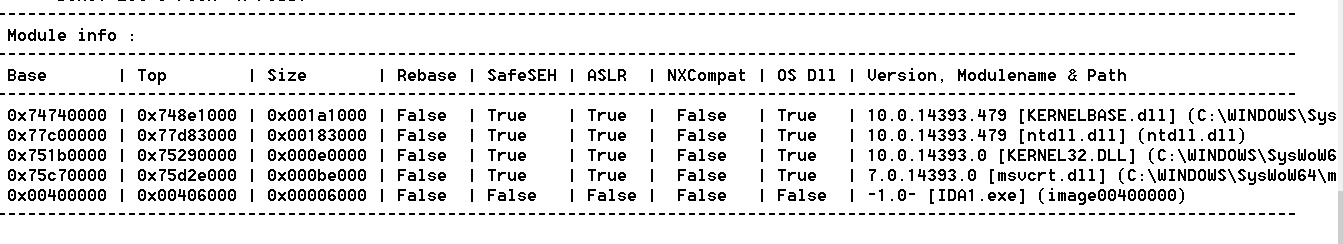 Module info :
Base | Top | Size | Rebase | SafeSEH | ASLR | NXCompat | OS Dll | Version, Modulename & Path
0x74740000 | 0x748e1000 | 0x001a1000 | False | True | True | False | True | 10.0.14393.479 [KERNELBASE.dll] (C:\WINDOWS\Sys
0x77c00000 | 0x77d83000 | 0x00183000 | False | True | True | False | True | 10.0.14393.479 [ntdll.dll] (ntdll.dll)
0x751b0000 | 0x75290000 | 0x000e0000 | False | True | True | False | True | 10.0.14393.0 [KERNEL32.DLL] (C:\WINDOWS\SysWoW6
0x75c70000 | 0x75d2e000 | 0x000be000 | False | True | True | False | True | 7.0.14393.0 [msvcrt.dll] (C:\WINDOWS\SysWoW64\m
0x00400000 | 0x00406000 | 0x00006000 | False | False | False | False | False | -1.0- [IDA1.exe] (image00400000)